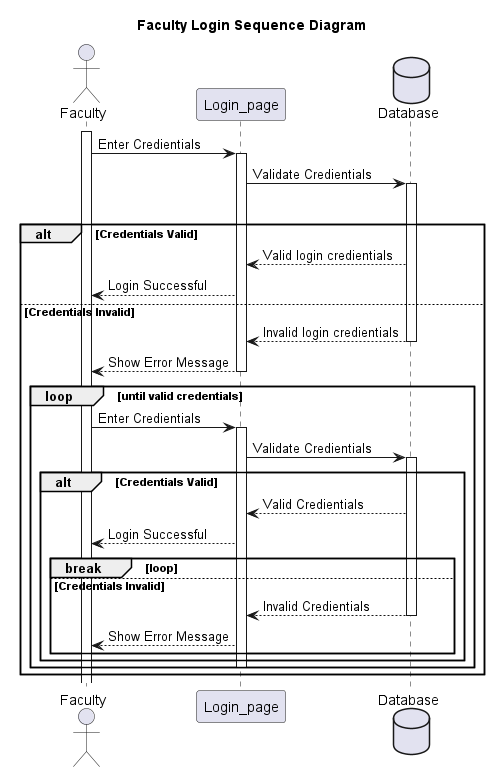 Faculty Login Sequence Diagram
Faculty
Login_page
Database
Enter Credientials
Validate Credientials
alt [Credentials Valid]
Valid login credientials
Login Successful
[Credentials Invalid]
Invalid login credientials
Show Error Message
loop [until valid credentials]
Enter Credientials
Validate Credientials
alt [Credentials Valid]
Valid Credientials
Login Successful
break [loop]
[Credentials Invalid]
Invalid Credientials
Show Error Message
Faculty
Login_page
Database